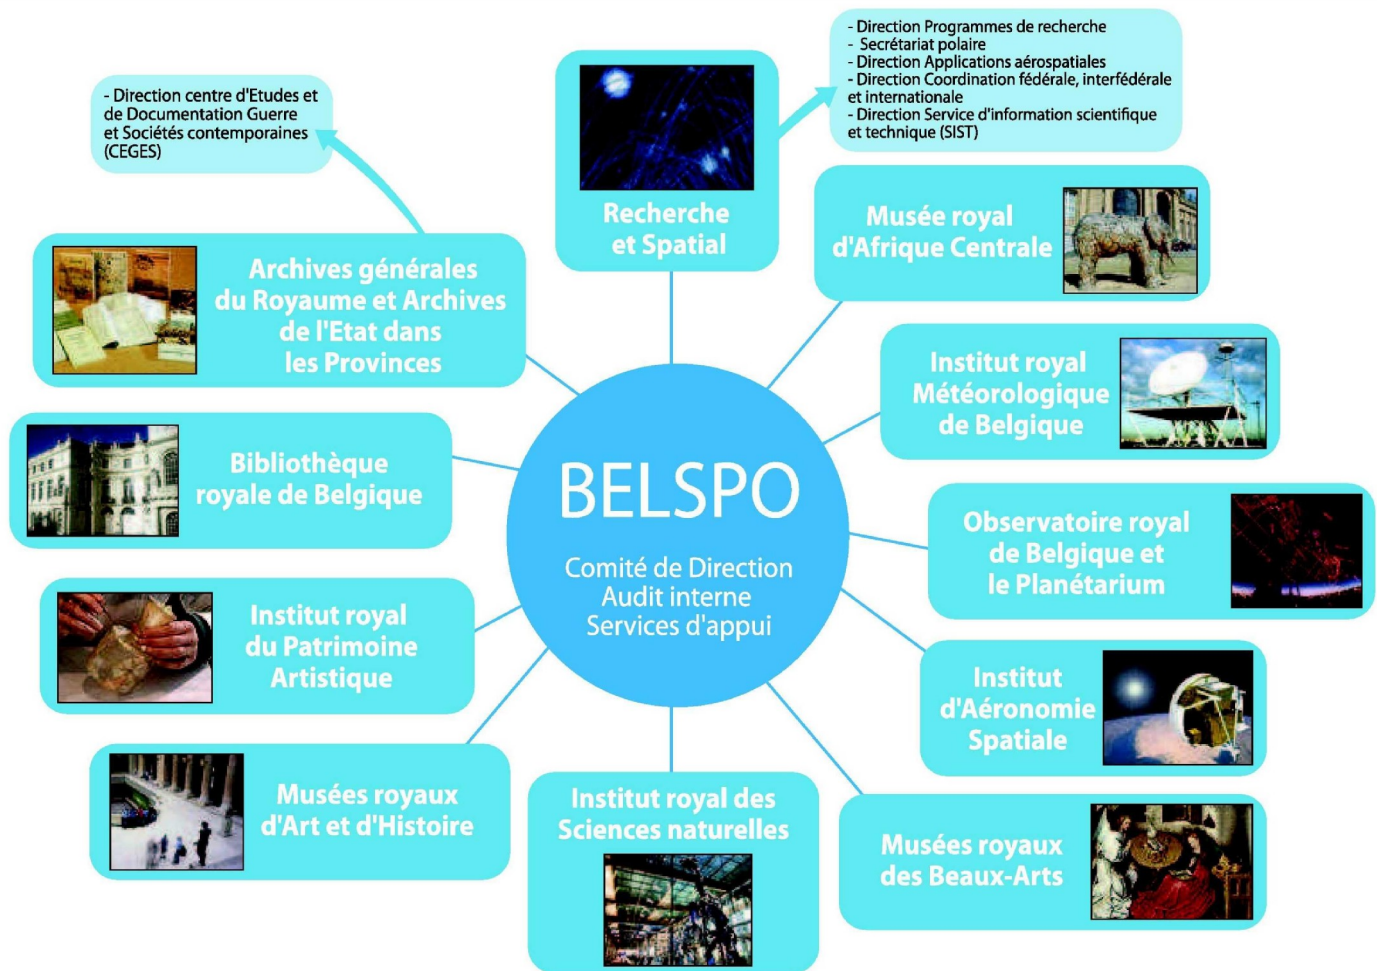 - Direction Programmes de recherche
- Secrétariat polaire
- Direction Applications aérospatiales
- Direction Coordination fédérale, interfédérale
et internationale
- Direction Service d'information scientifique
et technique (SIST)
- Direction centre d'Etudes et
de Documentation Guerre
et Sociétés contemporaines
(CEGES)
Recherche
et Spatial
Musée royal
d'Afrique Centrale
Archives générales
du Royaume et Archives
de l'Etat dans
les Provinces
Institut royal
Météorologique
de Belgique
Bibliothèque
royale de Belgique
BELSPO
Comité de Direction
Audit interne
Services d'appui
Observatoire royal
de Belgique et
le Planétarium
Institut royal
du Patrimoine
Artistique
Institut
d'Aéronomie
Spatiale
Musées royaux
d'Art et d'Histoire
Institut royal des
Sciences naturelles
Musées royaux
des Beaux-Arts